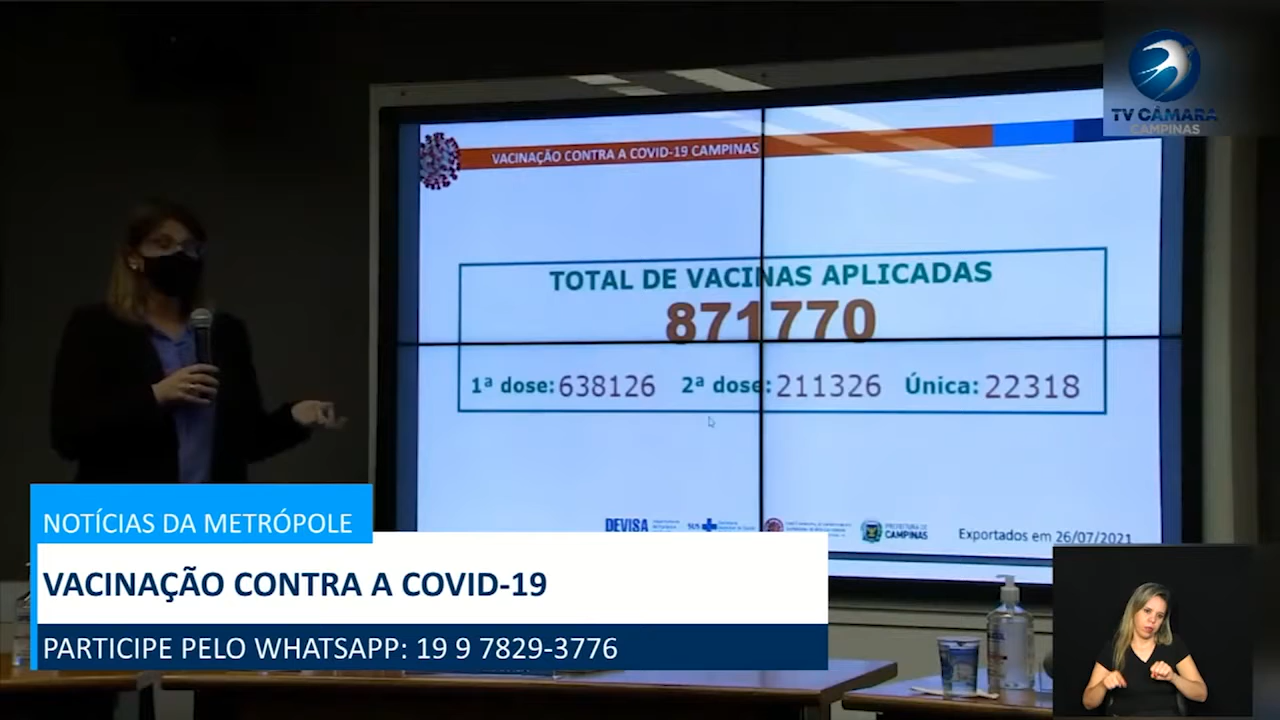 TV CÂMARA
CAMPINAS
VACINAÇÃO CONTRA A COVID-19 CAMPINAS
TOTAL DE VACINAS APLICADAS
871770
1ª dose: 638126 2ª dose: 211326 Única: 22318
DEVISA
SUS
PREFEITURA DE
CAMPINAS
Exportados em 26/07/2021
NOTÍCIAS DA METRÓPOLE
VACINAÇÃO CONTRA A COVID-19
PARTICIPE PELO WHATSAPP: 19 9 7829-3776